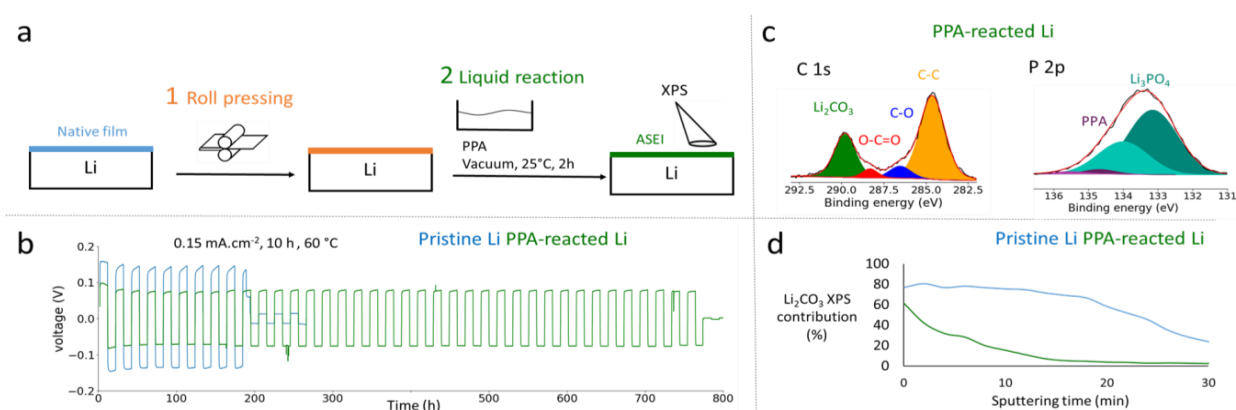 a
1 Roll pressing
2 Liquid reaction
XPS
Native film
Li
Li
PPA
Vacuum, 25°C, 2h
ASEI
Li
b
0.15 mA.cm-2, 10 h , 60 °C
Pristine Li PPA-reacted Li
voltage (V)
0.2
0.1
0.0
−0.1
−0.2
0
100
200
300
400
500
600
700
800
Time (h)
c
PPA-reacted Li
C 1s
Li2CO3
O-C=O
C-O
C-C
292.5 290.0 287.5 285.0 282.5
Binding energy (eV)
P 2p
PPA
Li3PO4
136 135 134 133 132 131
Binding energy (eV)
d
Pristine Li PPA-reacted Li
Li2CO3 XPS
contribution
(%)
100
80
60
40
20
0
0 10 20 30
Sputtering time (min)